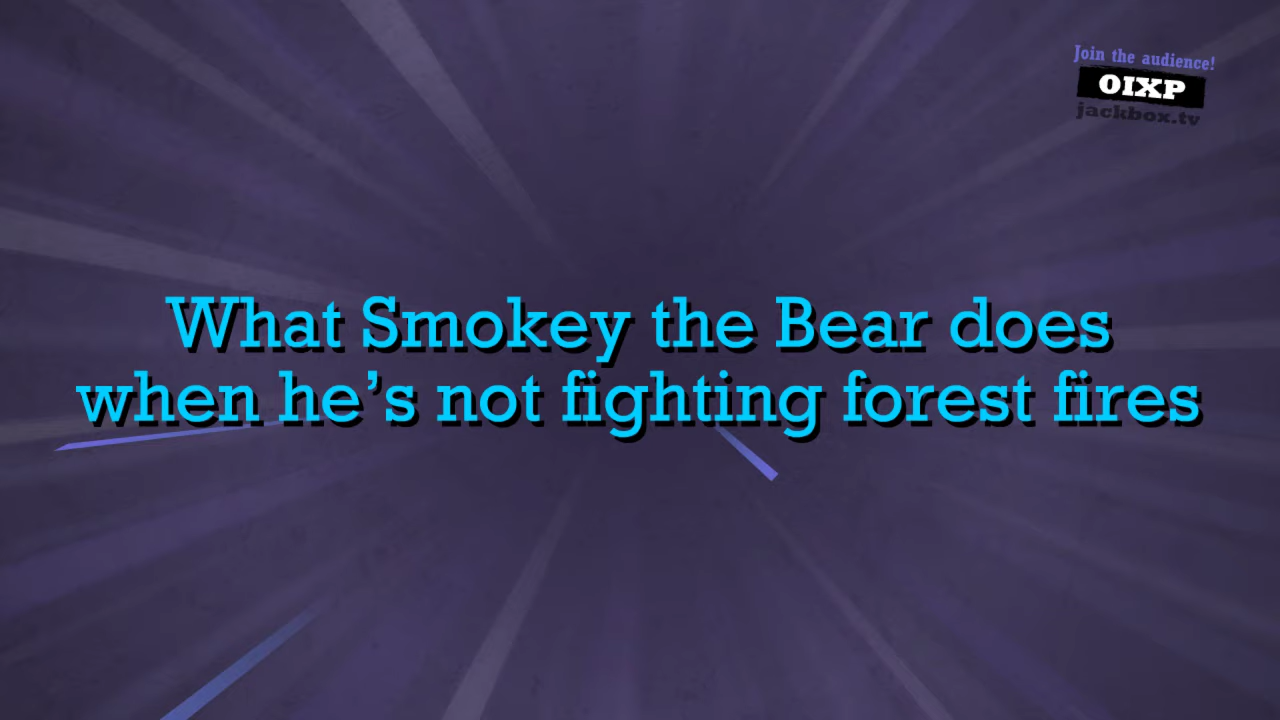 Join the audience!
OIXP
jackbox.tv
What Smokey the Bear does
when he's not fighting forest fires